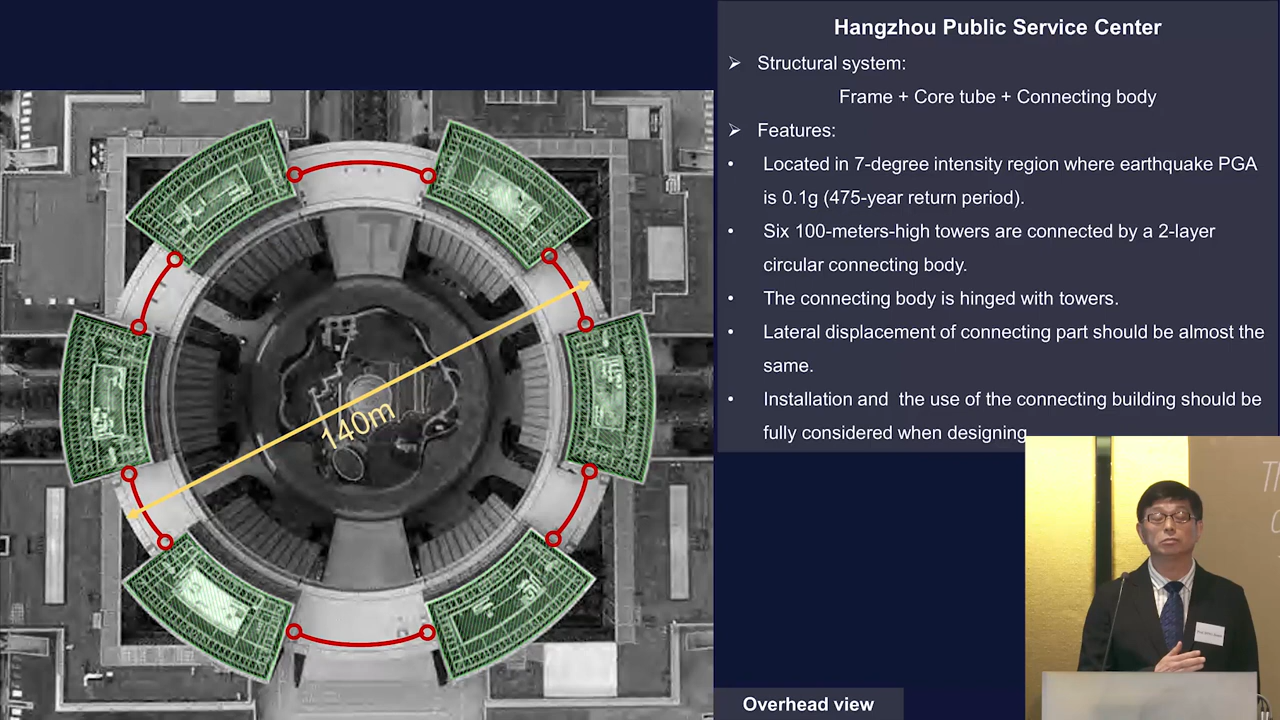 Hangzhou Public Service Center
➢ Structural system:
Frame + Core tube + Connecting body
➢ Features:
• Located in 7-degree intensity region where earthquake PGA
is 0.1g (475-year return period).
• Six 100-meters-high towers are connected by a 2-layer
circular connecting body.
• The connecting body is hinged with towers.
• Lateral displacement of connecting part should be almost the
same.
• Installation and the use of the connecting building should be
fully considered when designing
140m
Overhead view